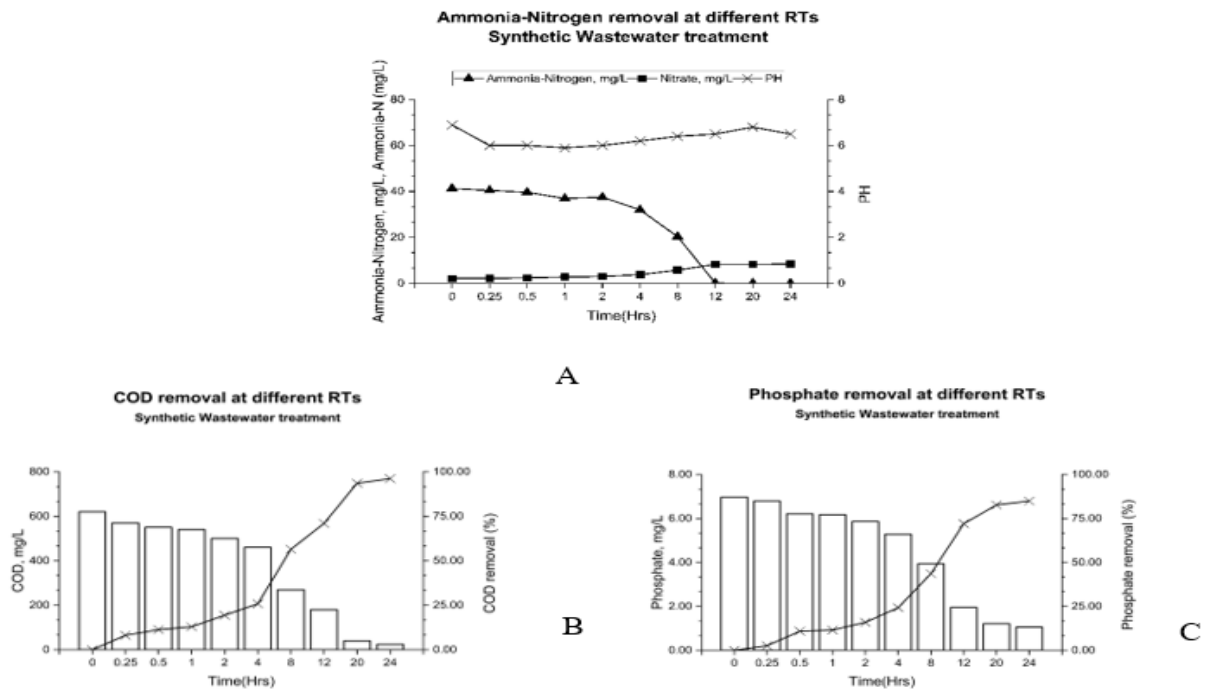 Ammonia-Nitrogen removal at different RTs
Synthetic Wastewater treatment
Ammonia-Nitrogen, mg/L Nitrate, mg/L PH
Ammonia-Nitrogen, mg/L, Ammonia-N (mg/L)
80
60
40
20
0
8
6
4
2
0
PH
0 0.25 0.5 1 2 4 8 12 20 24
Time(Hrs)
A
COD removal at different RTs
Synthetic Wastewater treatment
COD, mg/L
800
600
400
200
0
100.00
75.00
50.00
25.00
0.00
COD removal (%)
0 0.25 0.5 1 2 4 8 12 20 24
Time(Hrs)
B
Phosphate removal at different RTs
Synthetic Wastewater treatment
Phosphate, mg/L
8.00
6.00
4.00
2.00
0.00
100.00
75.00
50.00
25.00
0.00
Phosphate removal (%)
0 0.25 0.5 1 2 4 8 12 20 24
Time(Hrs)
C